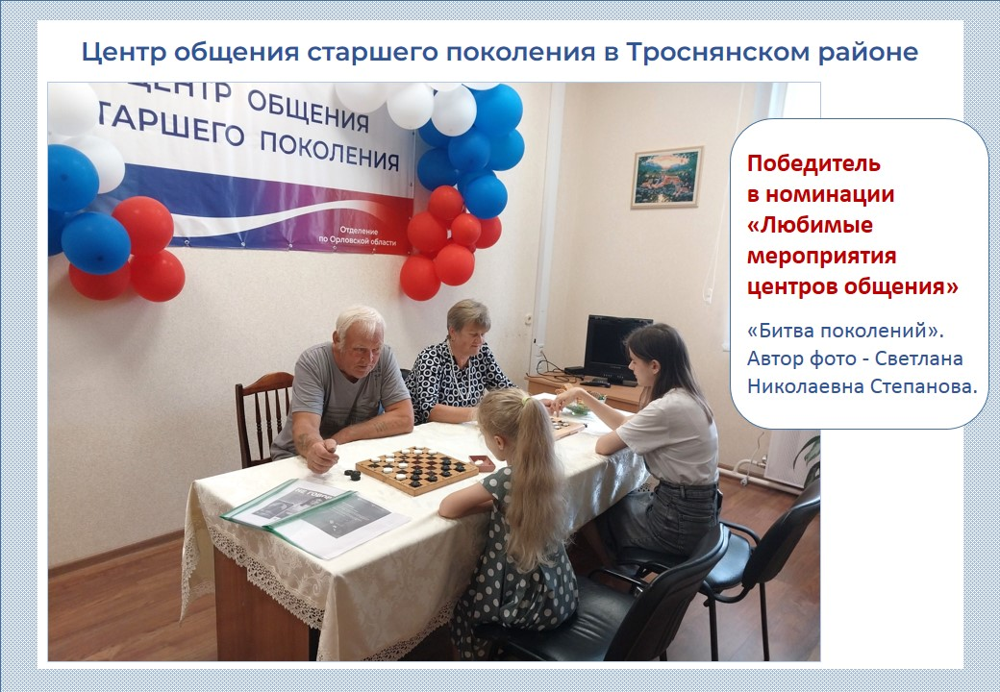 Центр общения старшего поколения в Троснянском районе
ЦЕНТР ОБЩЕНИЯ
ТАРШЕГО ПОКОЛЕНИЯ
Отделение
по Орловской области
Победитель
в номинации
«Любимые
мероприятия
центров общения»
«Битва поколений».
Автор фото - Светлана
Николаевна Степанова.